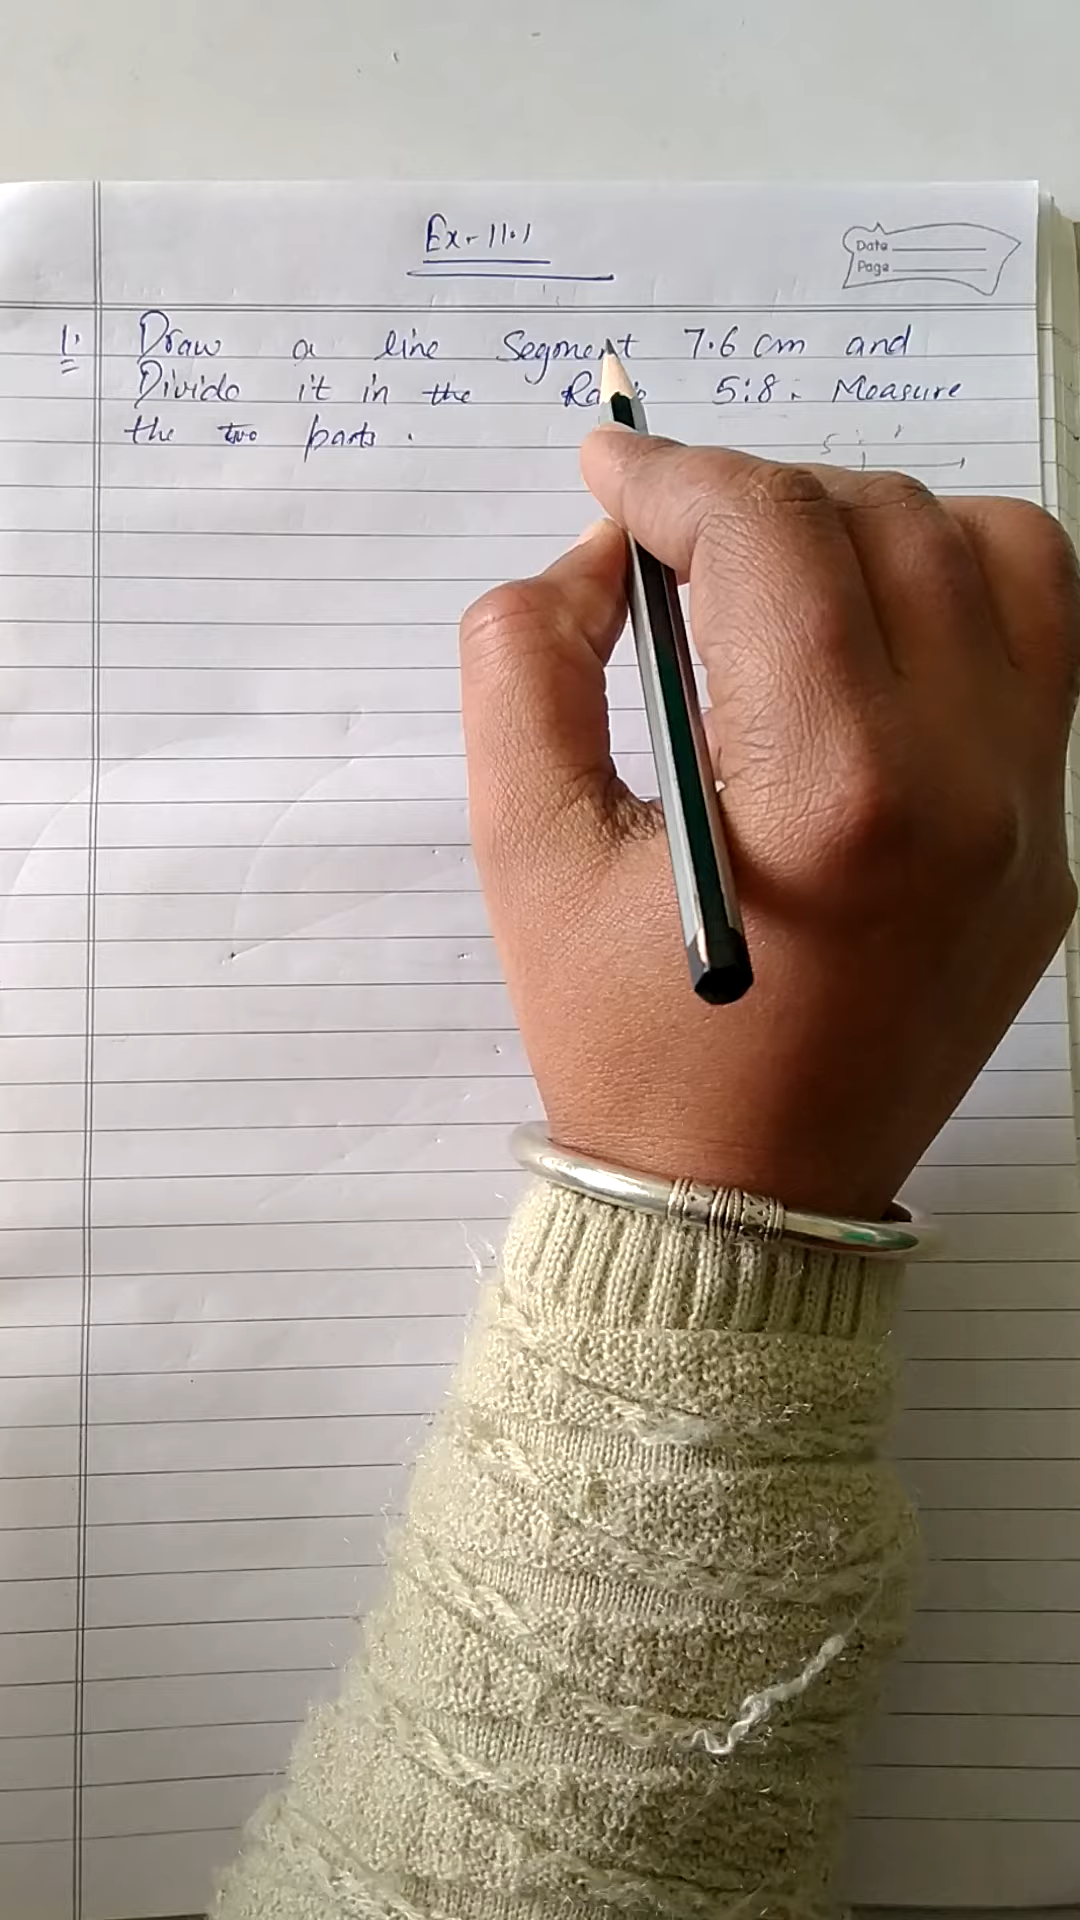 Ex-11.1
Date
Page
1. Draw a line Segment 7.6 cm and
Divide it in the 5:8. Measure
the two parts.
5 :